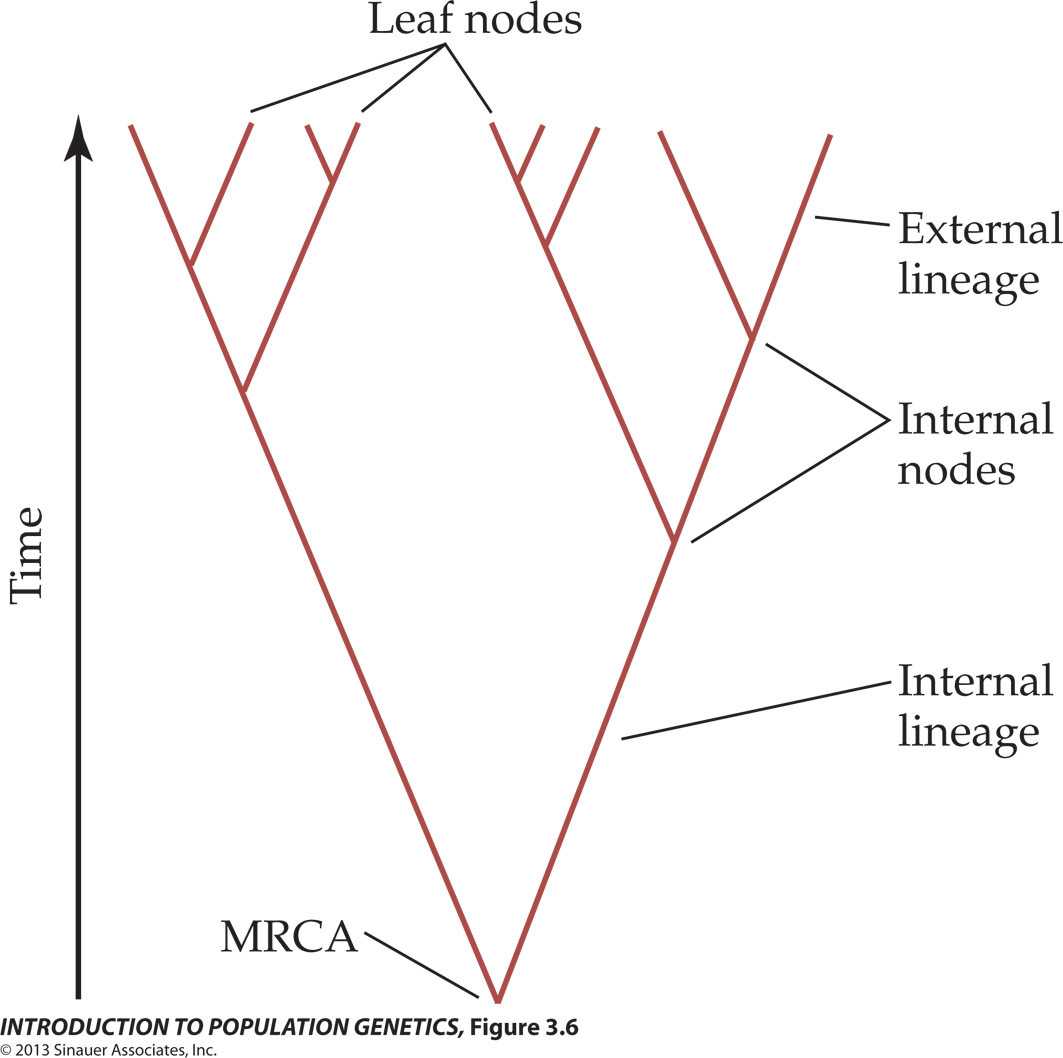 Leaf nodes
External
lineage
Internal
nodes
Time
Internal
lineage
MRCA
INTRODUCTION TO POPULATION GENETICS, Figure 3.6
© 2013 Sinauer Associates, Inc.